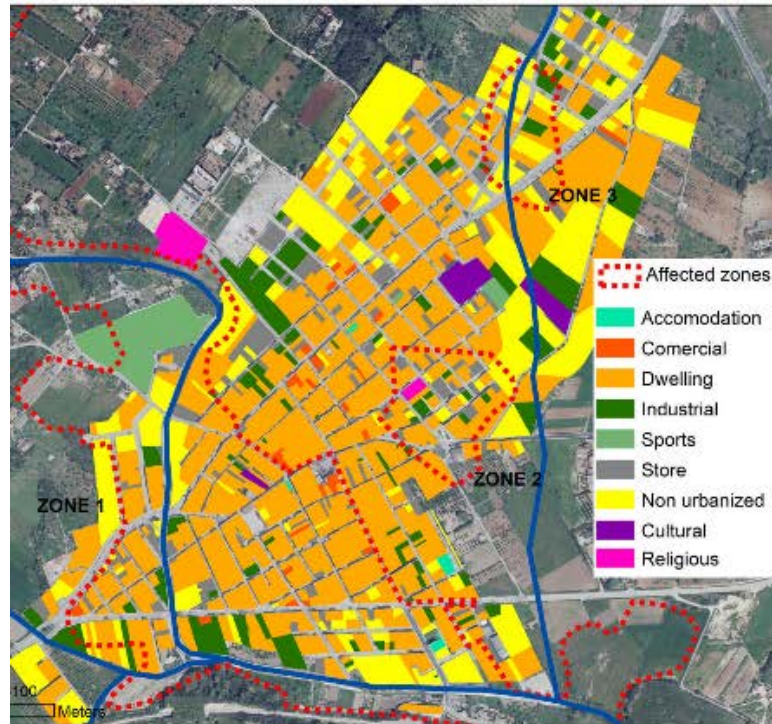 ZONE 3
Affected zones
Accomodation
Comercial
Dwelling
Industrial
Sports
Store
Non urbanized
Cultural
Religious
ZONE 1
ZONE 2
100
Meters